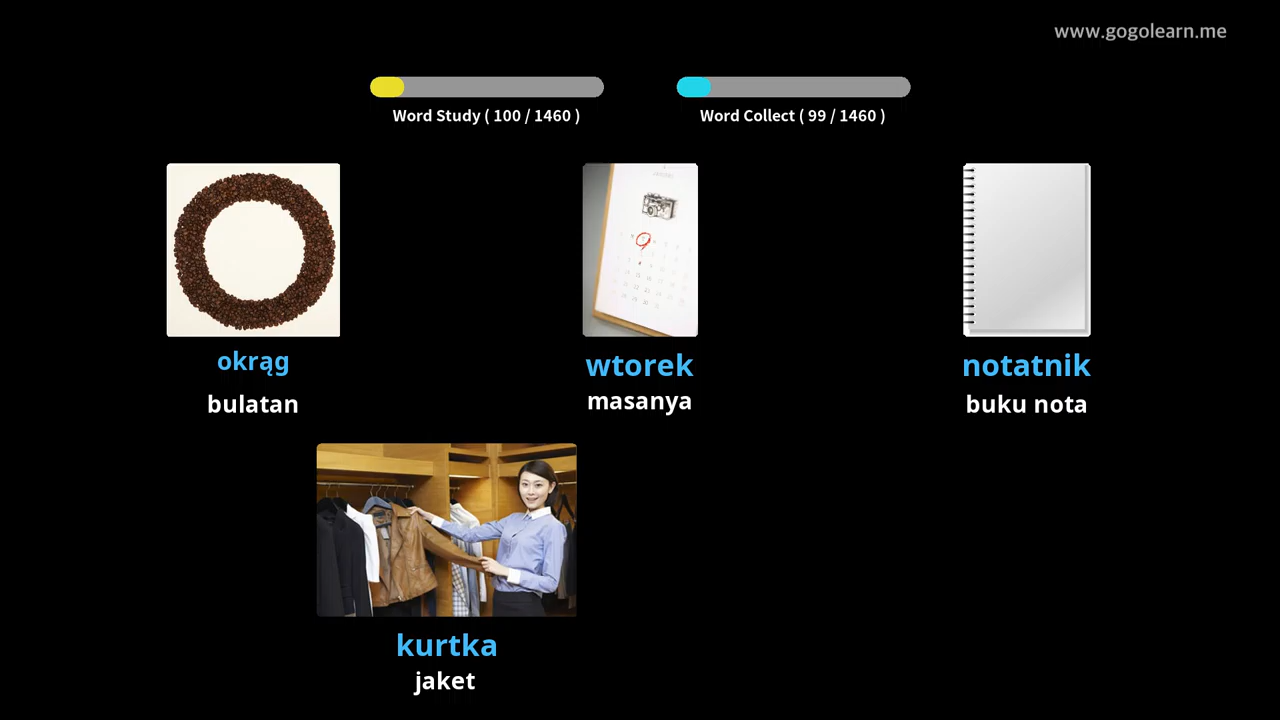 www.gogolearn.me
Word Study ( 100 / 1460 )
Word Collect ( 99 / 1460 )
okrąg
bulatan
wtorek
masanya
notatnik
buku nota
kurtka
jaket